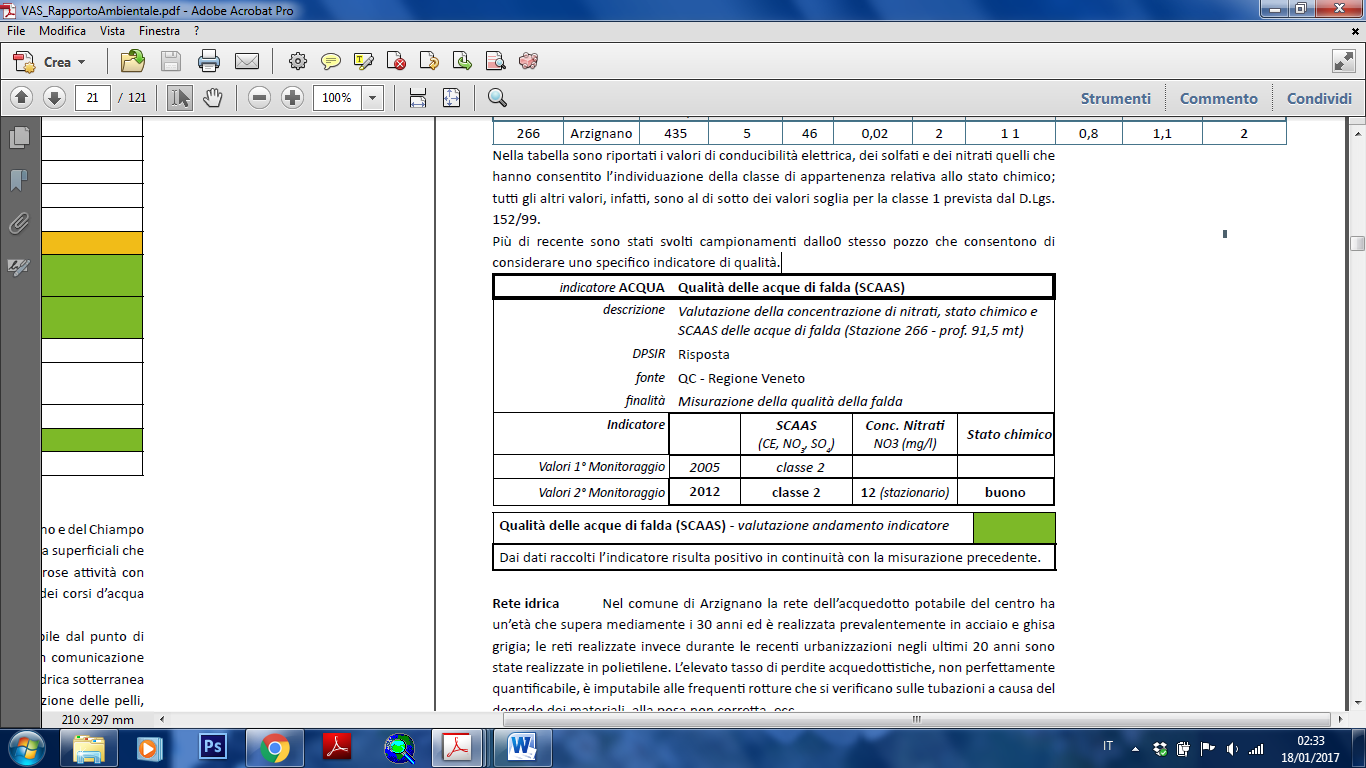 VAS_RapportoAmbientale.pdf - Adobe Acrobat Pro
File Modifica Vista Finestra ?
Crea
21 / 121 100% Strumenti Commento Condividi
266 Arzignano 435 5 46 0,02 2 1 1 0,8 1,1 2
Nella tabella sono riportati i valori di conducibilità elettrica, dei solfati e dei nitrati quelli che
hanno consentito l'individuazione della classe di appartenenza relativa allo stato chimico;
tutti gli altri valori, infatti, sono al di sotto dei valori soglia per la classe 1 prevista dal D.Lgs.
152/99.
Più di recente sono stati svolti campionamenti dallo0 stesso pozzo che consentono di
considerare uno specifico indicatore di qualità.
indicatore ACQUA Qualità delle acque di falda (SCAAS)
descrizione Valutazione della concentrazione di nitrati, stato chimico e
SCAAS delle acque di falda (Stazione 266 - prof. 91,5 mt)
DPSIR Risposta
fonte QC - Regione Veneto
finalità Misurazione della qualità della falda
Indicatore SCAAS Conc. Nitrati Stato chimico
(CE, NO3, SO4) NO3 (mg/l)
Valori 1° Monitoraggio 2005 classe 2
Valori 2° Monitoraggio 2012 classe 2 12 (stazionario) buono
Qualità delle acque di falda (SCAAS) - valutazione andamento indicatore
Dai dati raccolti l'indicatore risulta positivo in continuità con la misurazione precedente.
Rete idrica Nel comune di Arzignano la rete dell'acquedotto potabile del centro ha
un'età che supera mediamente i 30 anni ed è realizzata prevalentemente in acciaio e ghisa
grigia; le reti realizzate invece durante le recenti urbanizzazioni negli ultimi 20 anni sono
state realizzate in polietilene. L'elevato tasso di perdite acquedottistiche, non perfettamente
quantificabile, è imputabile alle frequenti rotture che si verificano sulle tubazioni a causa del
degrado dei materiali, alla posa non corretta, ecc.
no e del Chiampo
a superficiali che
rose attività con
dei corsi d'acqua
bile dal punto di
n comunicazione
drica sotterranea
zione delle pelli,
210 x 297 mm
IT 02:33
18/01/2017